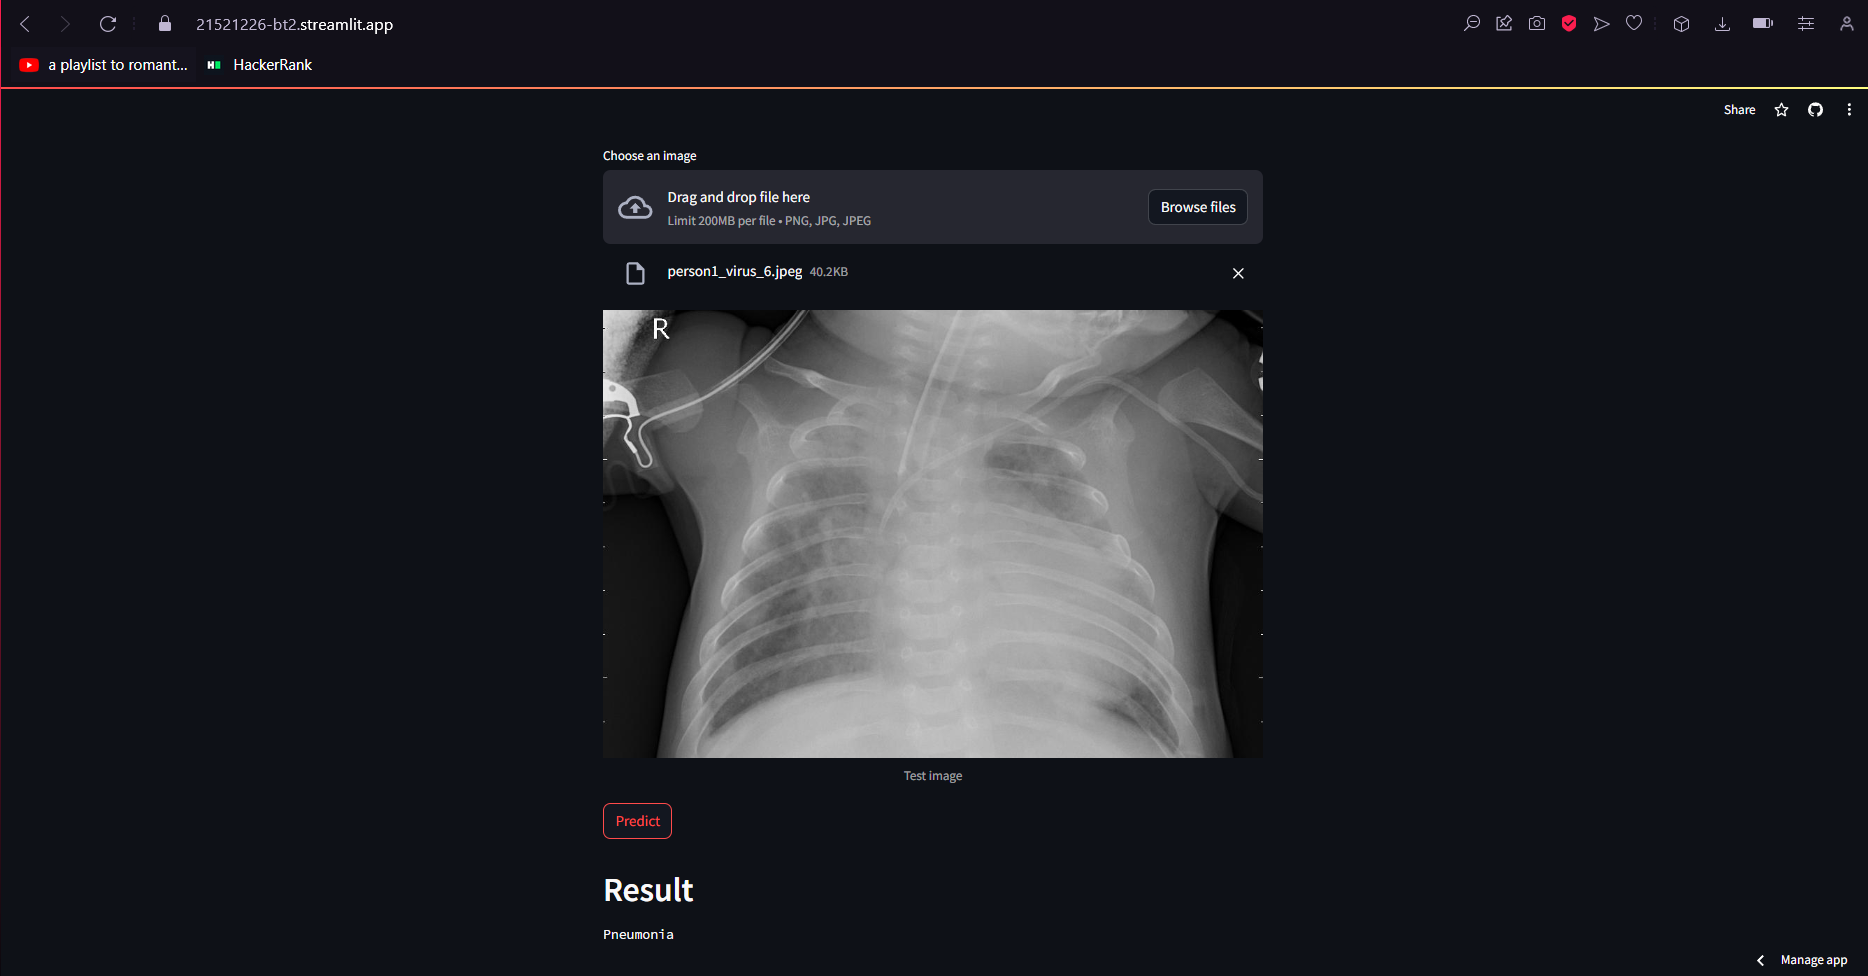 21521226-bt2.streamlit.app
a playlist to romant... HackerRank
Share
Choose an image
Drag and drop file here
Limit 200MB per file • PNG, JPG, JPEG
Browse files
person1_virus_6.jpeg 40.2KB
R
Test image
Predict
Result
Pneumonia
Manage app